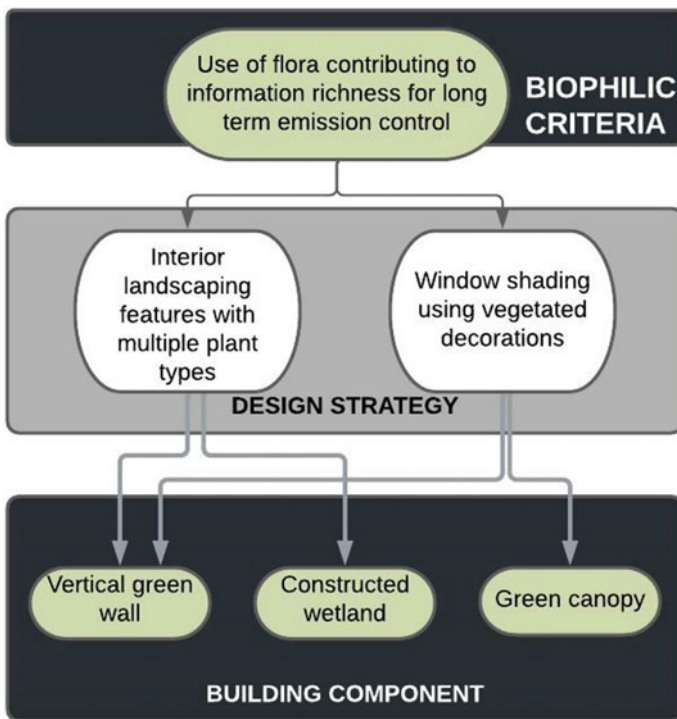 Use of flora contributing to
information richness for long
term emission control
BIOPHILIC
CRITERIA
Interior
landscaping
features with
multiple plant
types
Window shading
using vegetated
decorations
DESIGN STRATEGY
Vertical green
wall
Constructed
wetland
Green canopy
BUILDING COMPONENT